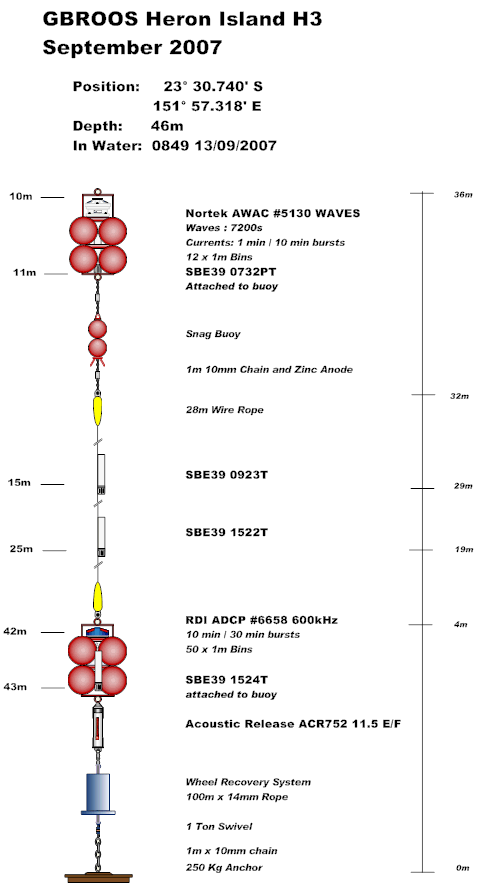 GBROOS Heron Island H3
September 2007
Position: 23° 30.740' S
151° 57.318' E
Depth: 46m
In Water: 0849 13/09/2007
10m
36m
Nortek AWAC #5130 WAVES
Waves : 7200s
Currents: 1 min / 10 min bursts
12 x 1m Bins
11m
SBE39 0732PT
Attached to buoy
Snag Buoy
1m 10mm Chain and Zinc Anode
32m
28m Wire Rope
SBE39 0923T
15m
29m
SBE39 1522T
25m
19m
RDI ADCP #6658 600kHz
4m
42m
10 min / 30 min bursts
50 x 1m Bins
SBE39 1524T
43m
attached to buoy
Acoustic Release ACR752 11.5 E/F
Wheel Recovery System
100m x 14mm Rope
1 Ton Swivel
1m x 10mm chain
250 Kg Anchor
0m